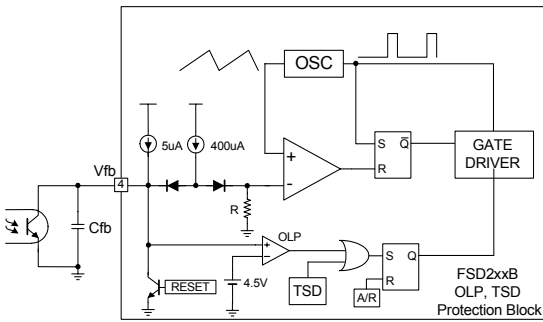 OSC
5uA
400uA
Vfb
4
+
-
S Q̅
R
GATE
DRIVER
R
Cfb
OLP
+
-
S Q
R
RESET
4.5V
TSD
A/R
FSD2xxB
OLP, TSD
Protection Block